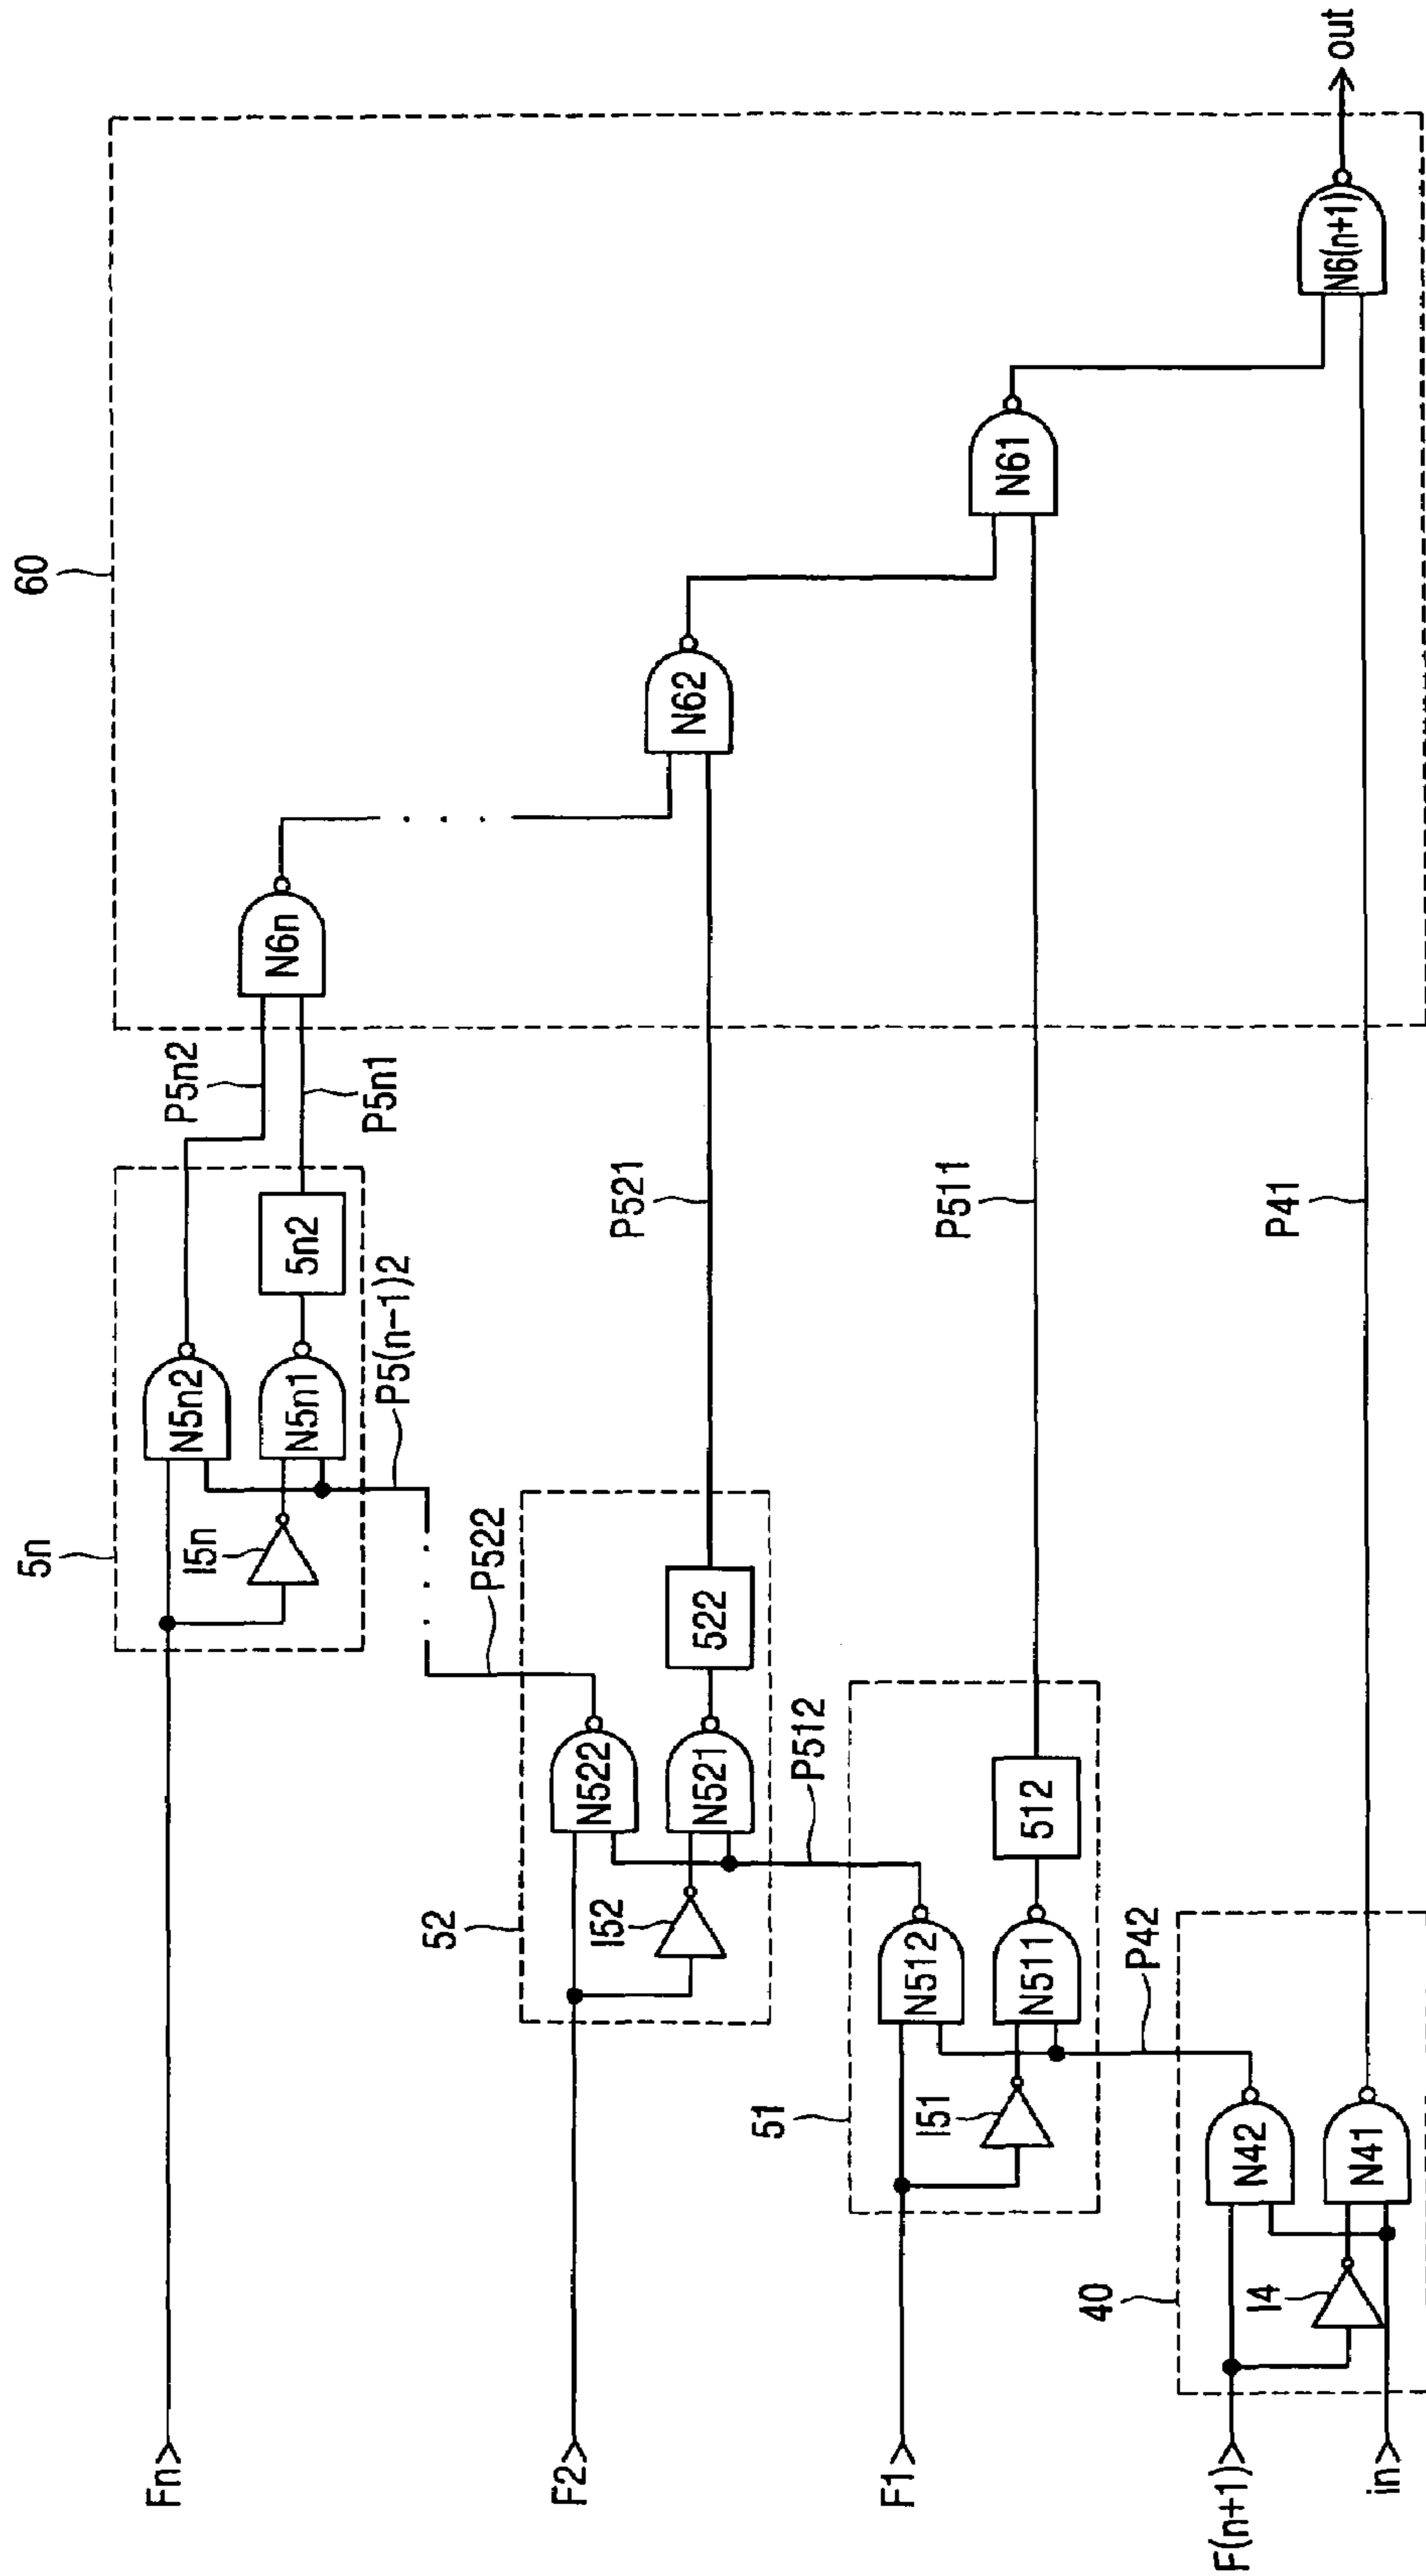 60
out
N6(n+1)
N61
N62
N6n
P5n2
P5n1
P521
P511
P41
5n
5n2
N5n2
N5n1
I5n
P5(n-1)2
P522
52
522
N522
N521
I52
P512
51
512
N512
N511
I51
P42
40
N42
N41
I4
Fn
F2
F1
F(n+1)
in